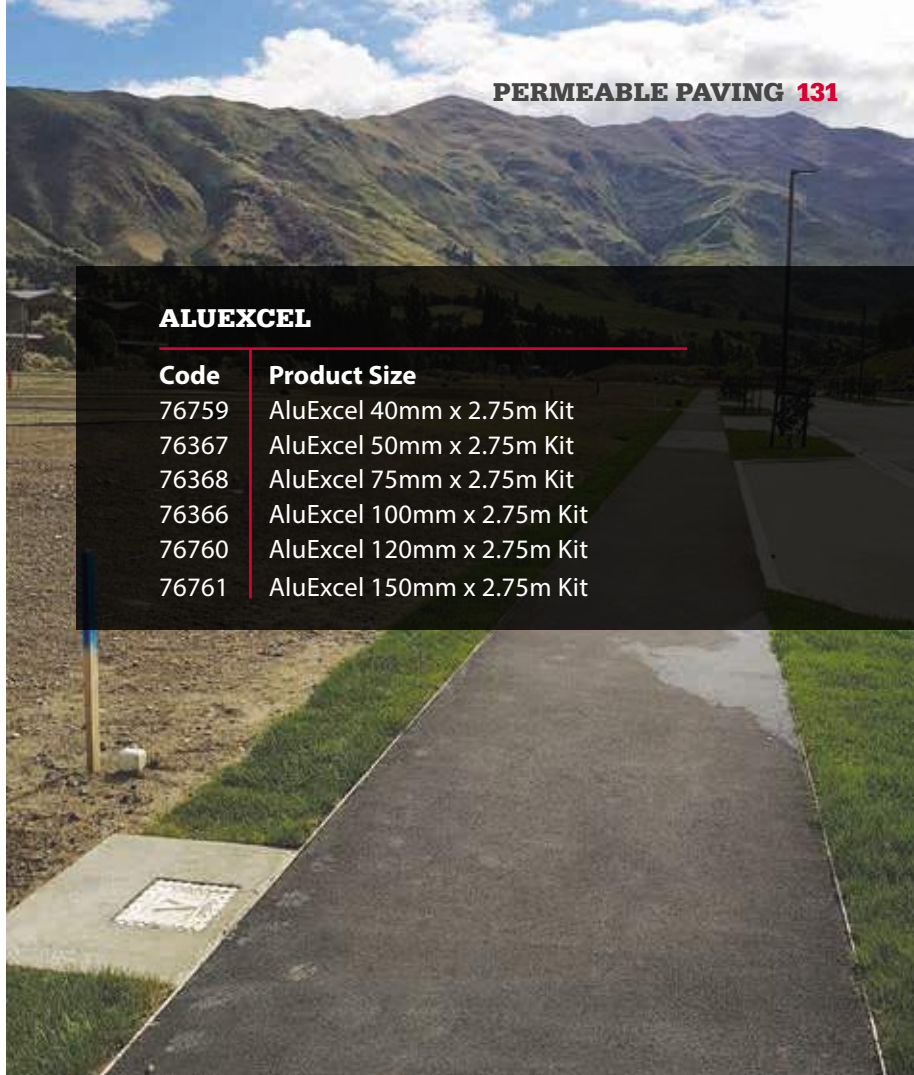 PERMEABLE PAVING 131
ALUEXCEL
Code Product Size
76759 AluExcel 40mm x 2.75m Kit
76367 AluExcel 50mm x 2.75m Kit
76368 AluExcel 75mm x 2.75m Kit
76366 AluExcel 100mm x 2.75m Kit
76760 AluExcel 120mm x 2.75m Kit
76761 AluExcel 150mm x 2.75m Kit